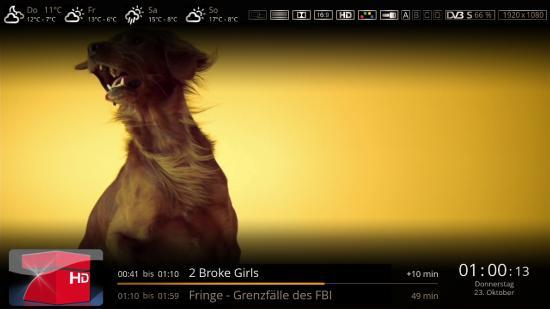 Do 11°C
12°C - 7°C
Fr
13°C - 6°C
Sa
15°C - 8°C
So
17°C - 8°C
16:9 HD A B C D DVB S 66 % 1920 x 1080
HD
00:41 bis 01:10 2 Broke Girls +10 min
01:10 bis 01:59 Fringe - Grenzfälle des FBI 49 min
01:00:13
Donnerstag
23. Oktober